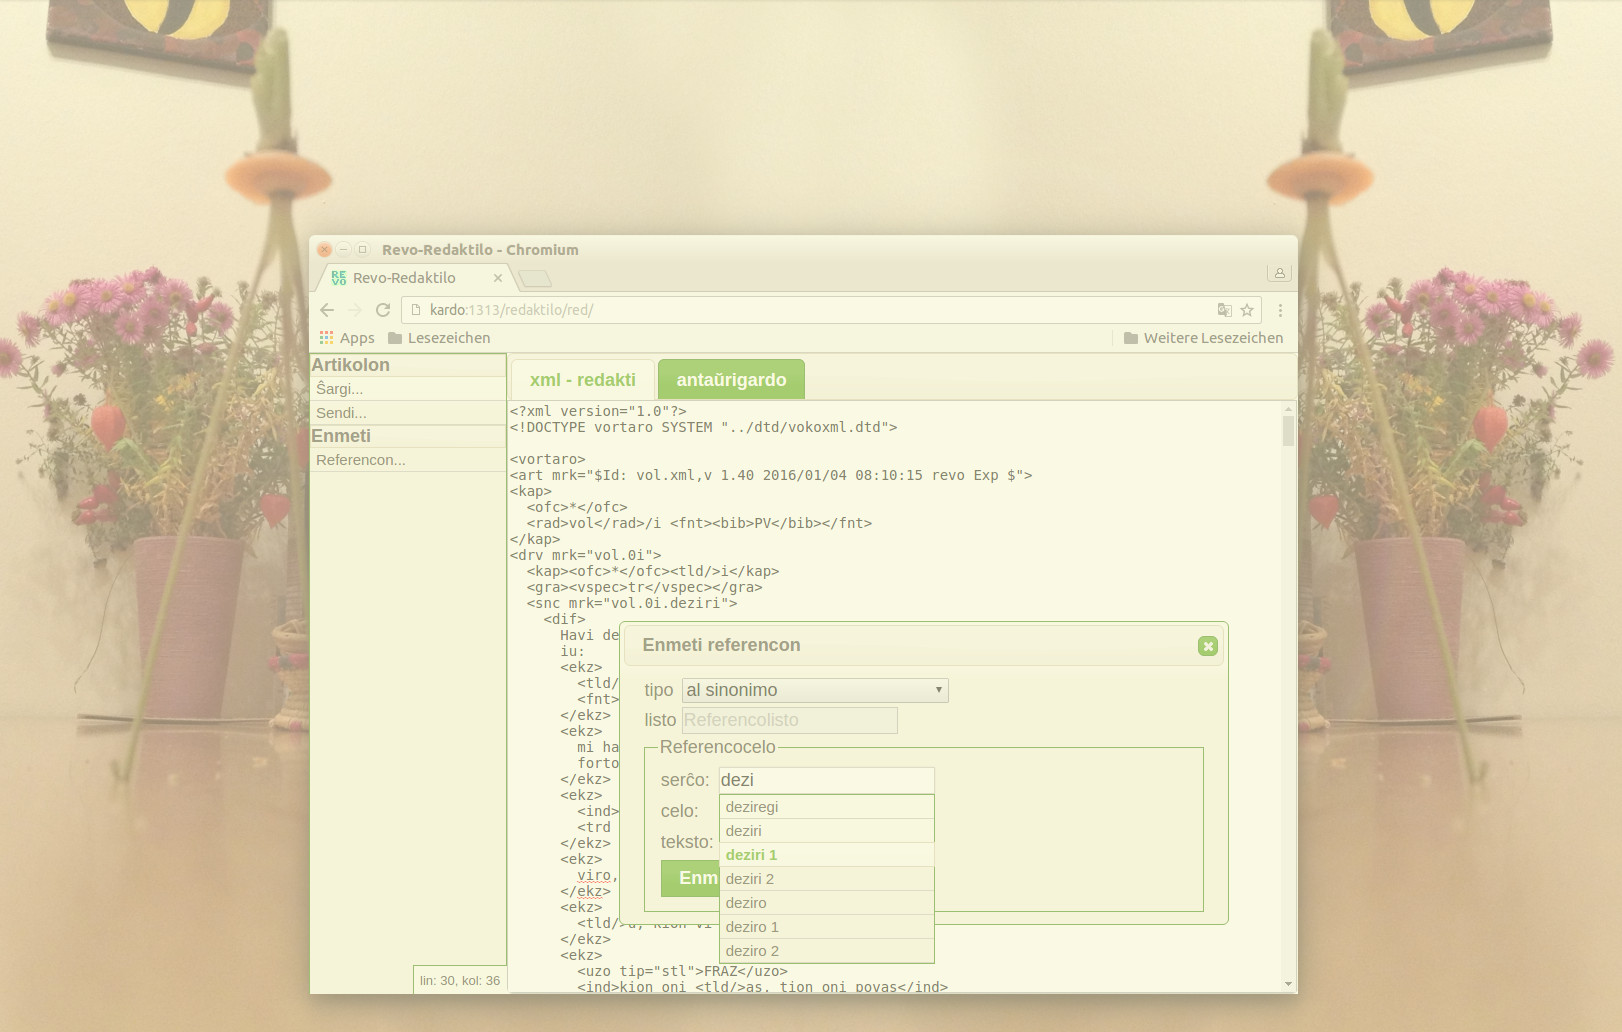 Revo-Redaktilo - Chromium
RE
VO
Revo-Redaktilo
kardo:1313/redaktilo/red/
Apps
Lesezeichen
Weitere Lesezeichen
Artikolon
Ŝargi...
Sendi...
Enmeti
Referencon...
xml - redakti
antaŭrigardo
<?xml version="1.0"?>
<!DOCTYPE vortaro SYSTEM "../dtd/vokoxml.dtd">
<vortaro>
<art mrk="$Id: vol.xml,v 1.40 2016/01/04 08:10:15 revo Exp $">
<kap>
<ofc>*</ofc>
<rad>vol</rad>/i <fnt><bib>PV</bib></fnt>
</kap>
<drv mrk="vol.0i">
<kap><ofc>*</ofc><tld/>i</kap>
<gra><vspec>tr</vspec></gra>
<snc mrk="vol.0i.deziri">
<dif>
Havi de
iu:
<ekz>
<tld/
<fnt>
</ekz>
<ekz>
mi ha
forto
</ekz>
<ekz>
<ind>
<trd
</ekz>
<ekz>
viro,
</ekz>
<ekz>
<tld/>u, kion vi
</ekz>
<ekz>
<uzo tip="stl">FRAZ</uzo>
<ind>kion oni <tld/>as, tion oni povas</ind>
Enmeti referencon
tipo
al sinonimo
listo
Referencolisto
Referencocelo
serĉo:
dezi
celo:
teksto:
Enm
deziregi
deziri
deziri 1
deziri 2
deziro
deziro 1
deziro 2
lin: 30, kol: 36